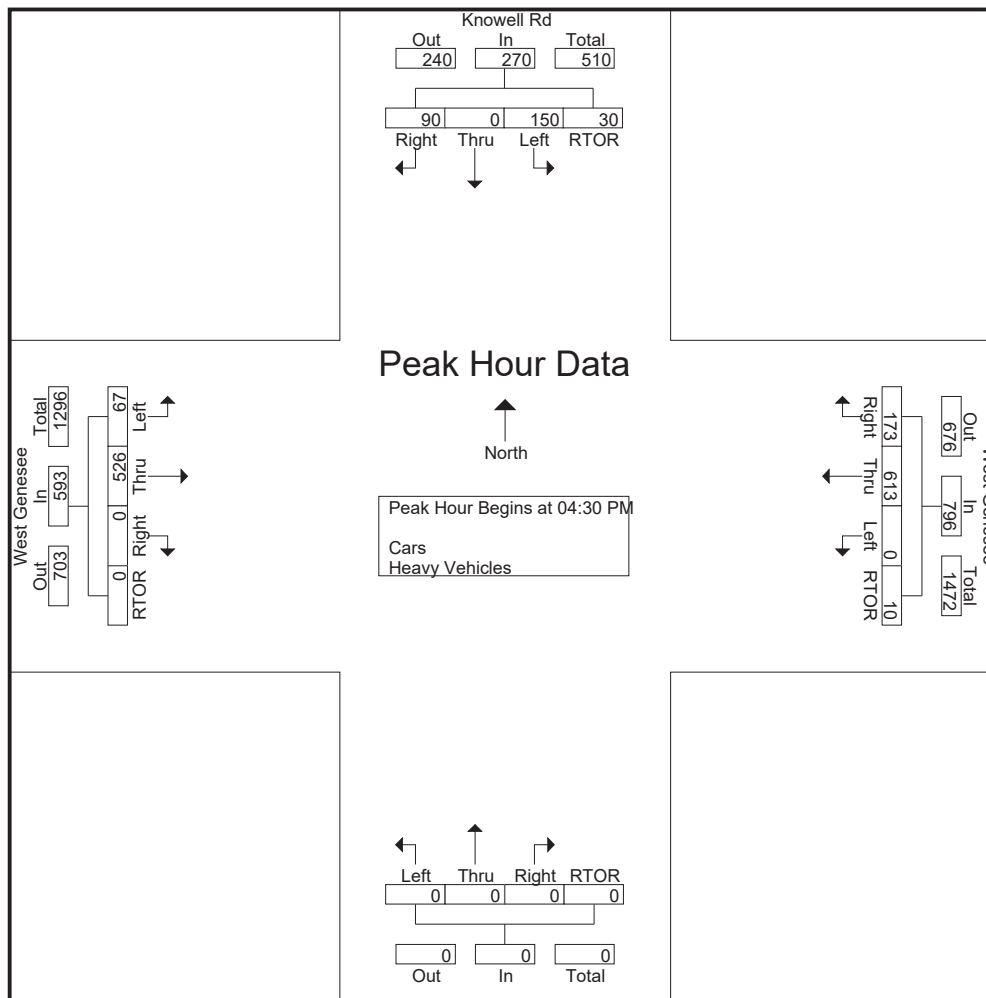 Knowell Rd
Out In Total
240 270 510
90 0 150 30
Right Thru Left RTOR
Peak Hour Data
North
Peak Hour Begins at 04:30 PM
Cars
Heavy Vehicles
West Genesee
Total In Out
1296 593 703
67 526 0 0
Left Thru Right RTOR
Right Thru Left RTOR
173 613 0 10
Out In Total
676 796 1472
West
Left Thru Right RTOR
0 0 0 0
0 0 0
Out In Total